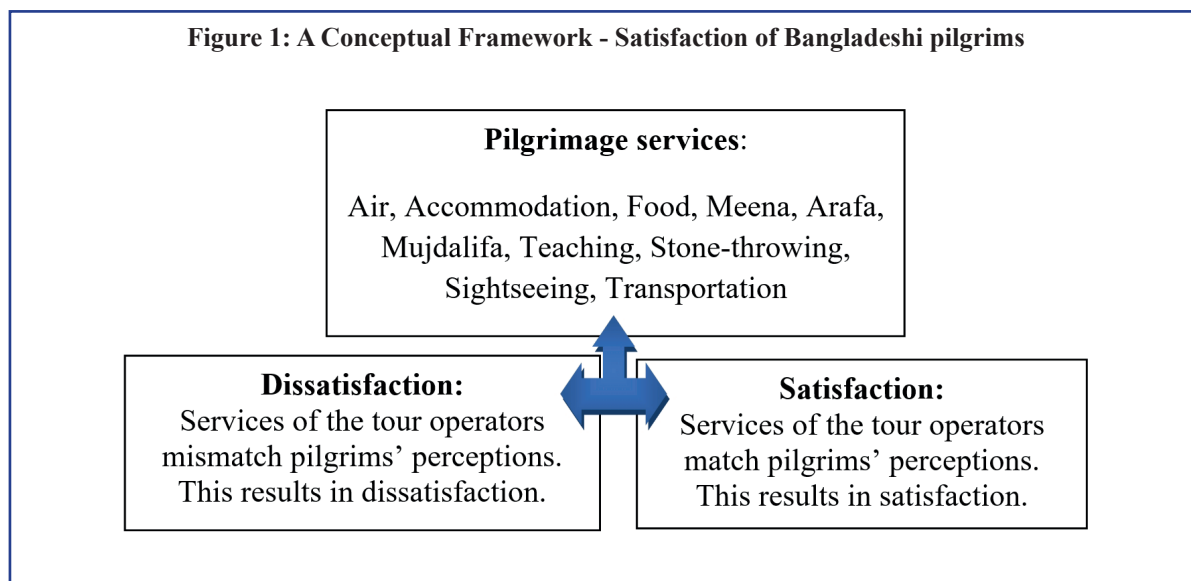 Figure 1: A Conceptual Framework - Satisfaction of Bangladeshi pilgrims
Pilgrimage services:
Air, Accommodation, Food, Meena, Arafa,
Mujdalifa, Teaching, Stone-throwing,
Sightseeing, Transportation
Dissatisfaction:
Services of the tour operators
mismatch pilgrims’ perceptions.
This results in dissatisfaction.
Satisfaction:
Services of the tour operators
match pilgrims’ perceptions.
This results in satisfaction.